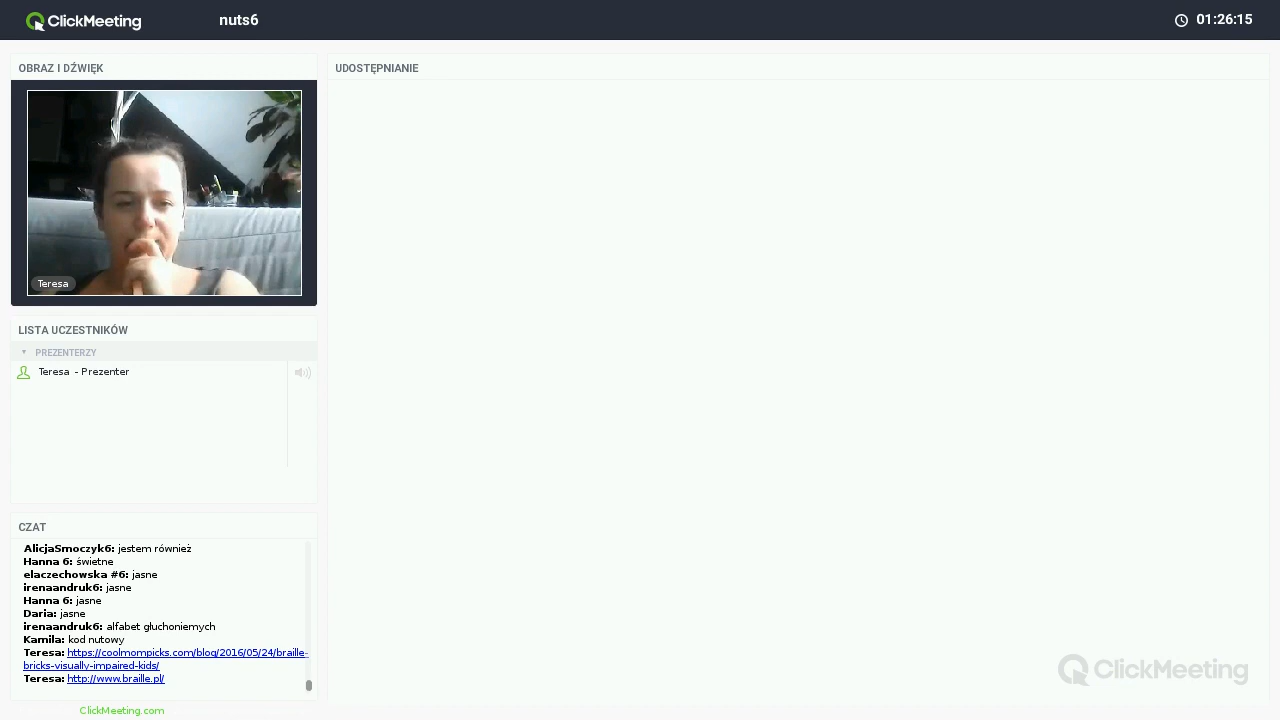 ClickMeeting
nuts6
01:26:15
OBRAZ I DŹWIĘK
Teresa
LISTA UCZESTNIKÓW
PREZENTERZY
Teresa - Prezenter
CZAT
AlicjaSmoczyk6: jestem również
Hanna 6: świetne
elaczechowska #6: jasne
irenaandruk6: jasne
Hanna 6: jasne
Daria: jasne
irenaandruk6: alfabet głuchoniemych
Kamila: kod nutowy
Teresa: https://coolmompicks.com/blog/2016/05/24/braille-
bricks-visually-impaired-kids/
Teresa: http://www.braille.pl/
ClickMeeting.com
UDOSTĘPNIANIE
ClickMeeting